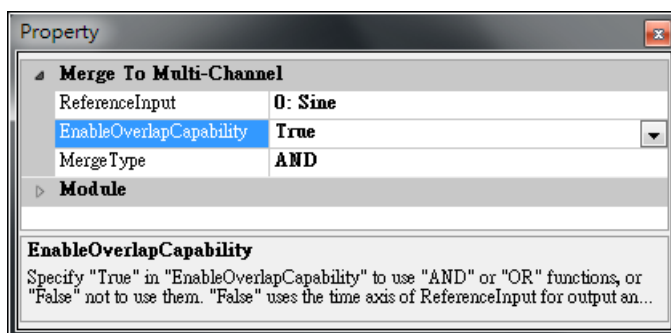 Property
Merge To Multi-Channel
ReferenceInput 0: Sine
EnableOverlapCapability True
MergeType AND
Module
EnableOverlapCapability
Specify "True" in "EnableOverlapCapability" to use "AND" or "OR" functions, or
"False" not to use them. "False" uses the time axis of ReferenceInput for output an...